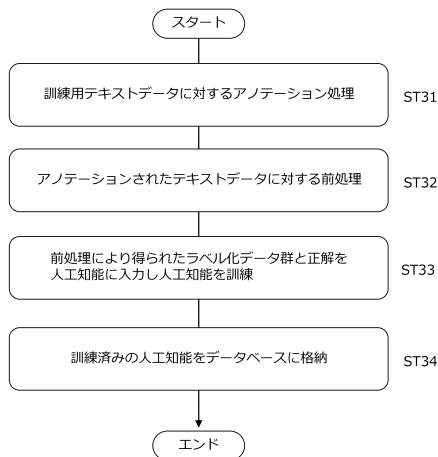 スタート
訓練用テキストデータに対するアノテーション処理
ST31
アノテーションされたテキストデータに対する前処理
ST32
前処理により得られたラベル化データ群と正解を
人工知能に入力し人工知能を訓練
ST33
訓練済みの人工知能をデータベースに格納
ST34
エンド